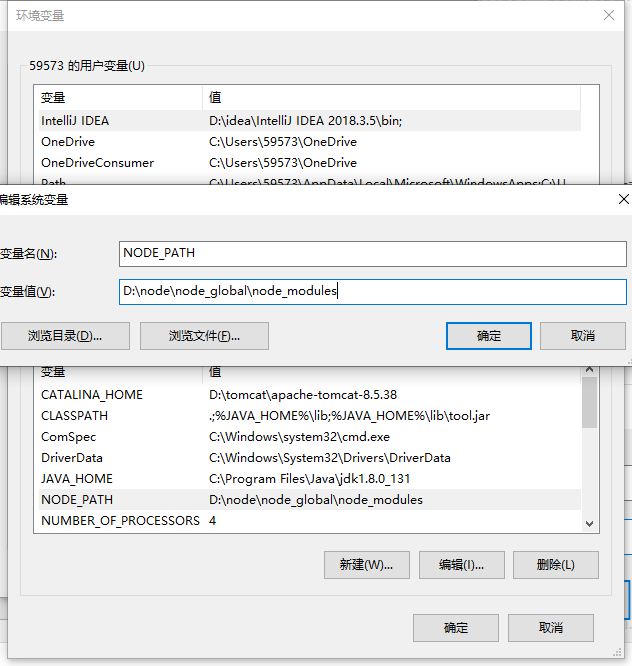 环境变量
59573 的用户变量(U)
变量 值
IntelliJ IDEA D:\idea\IntelliJ IDEA 2018.3.5\bin;
OneDrive C:\Users\59573\OneDrive
OneDriveConsumer C:\Users\59573\OneDrive
Path C:\Users\59573\AppData\Local\Microsoft\WindowsApps;C:\U
编辑系统变量
变量名(N): NODE_PATH
变量值(V): D:\node\node_global\node_modules
浏览目录(D)... 浏览文件(F)... 确定 取消
变量 值
CATALINA_HOME D:\tomcat\apache-tomcat-8.5.38
CLASSPATH .;%JAVA_HOME%\lib;%JAVA_HOME%\lib\tool.jar
ComSpec C:\Windows\system32\cmd.exe
DriverData C:\Windows\System32\Drivers\DriverData
JAVA_HOME C:\Program Files\Java\jdk1.8.0_131
NODE_PATH D:\node\node_global\node_modules
NUMBER_OF_PROCESSORS 4
新建(W)... 编辑(I)... 删除(L)
确定 取消